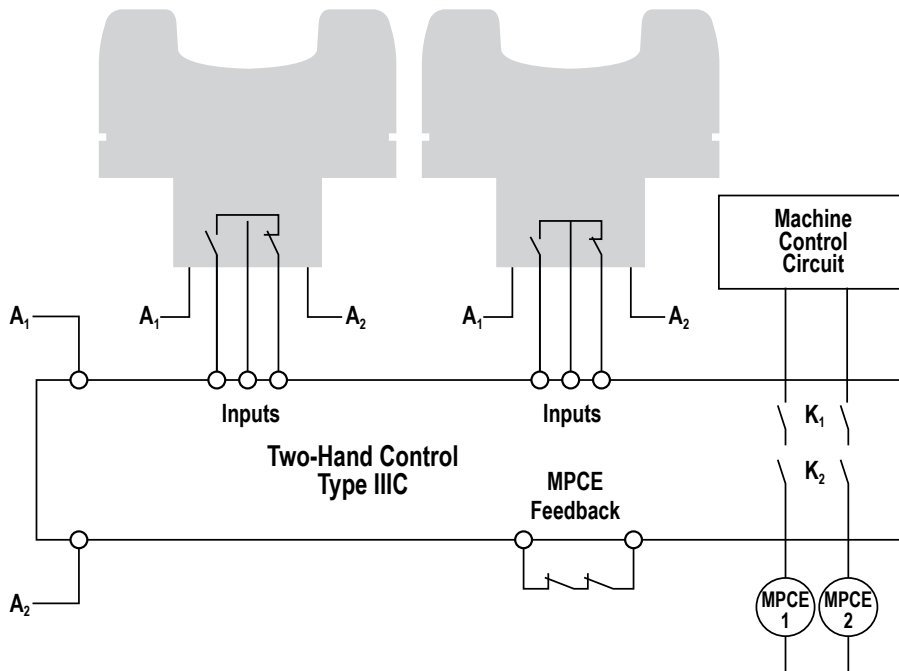 Machine
Control
Circuit
A₁
A₁
A₂
A₁
A₂
Inputs
Inputs
K₁
Two-Hand Control
Type IIIC
K₂
MPCE
Feedback
A₂
MPCE
1
MPCE
2